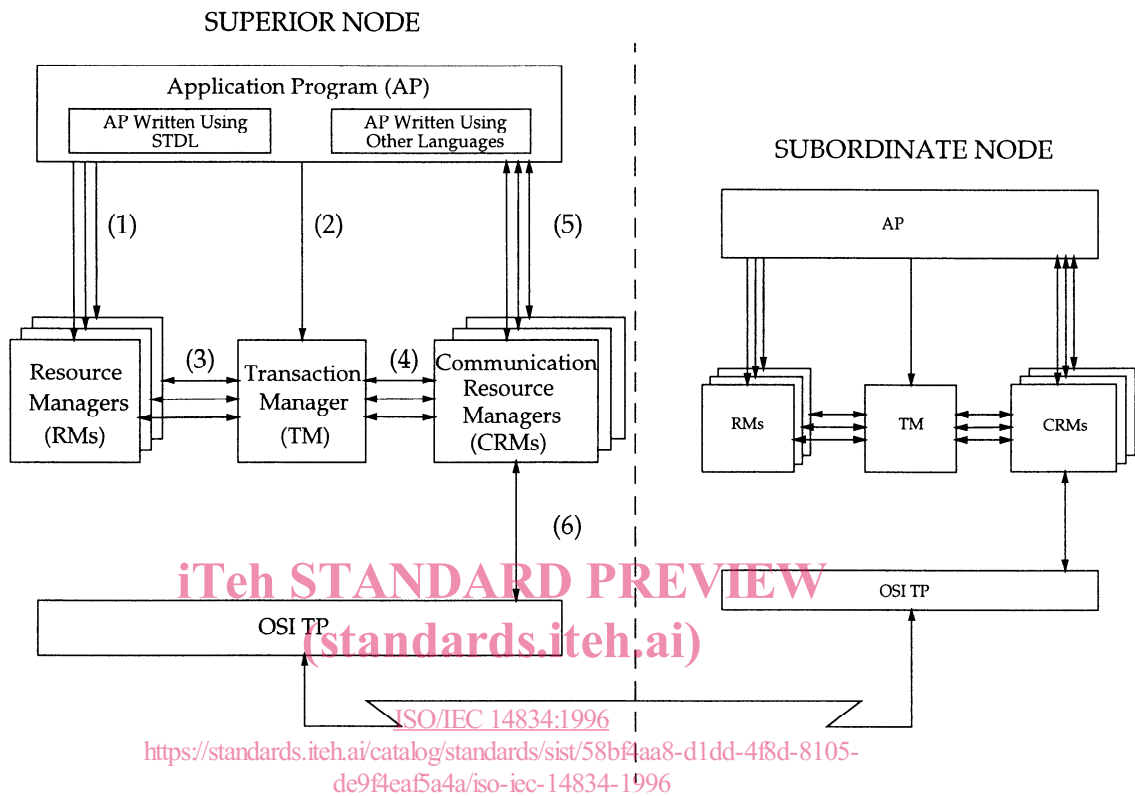 SUPERIOR NODE
Application Program (AP)
AP Written Using
STDL
AP Written Using
Other Languages
(1)
(2)
(5)
Resource
Managers
(RMs)
(3)
Transaction
Manager
(TM)
(4)
Communication
Resource
Managers
(CRMs)
(6)
OSI TP
SUBORDINATE NODE
AP
RMs
TM
CRMs
OSI TP
iTeh STANDARD PREVIEW
(standards.iteh.ai)
ISO/IEC 14834:1996
https://standards.iteh.ai/catalog/standards/sist/58bf4aa8-d1dd-4f8d-8105-
de9f4eaf5a4a/iso-iec-14834-1996